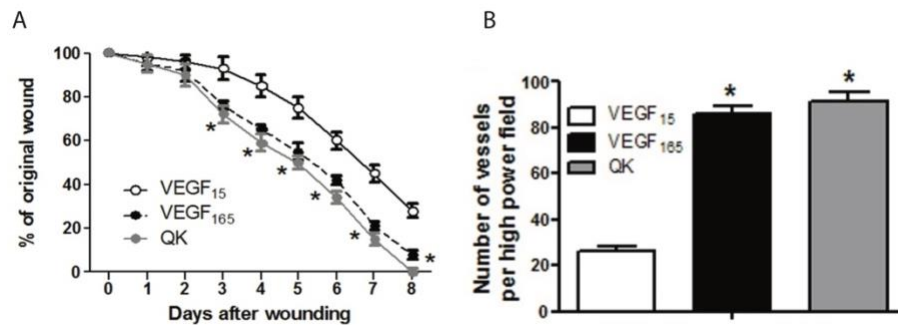 A
100
80
60
40
20
0
% of original wound
VEGF₁₅
VEGF₁₆₅
QK
* * * * * *
0 1 2 3 4 5 6 7 8
Days after wounding
B
Number of vessels
per high power field
100
80
60
40
20
0
VEGF₁₅
VEGF₁₆₅
QK
* *